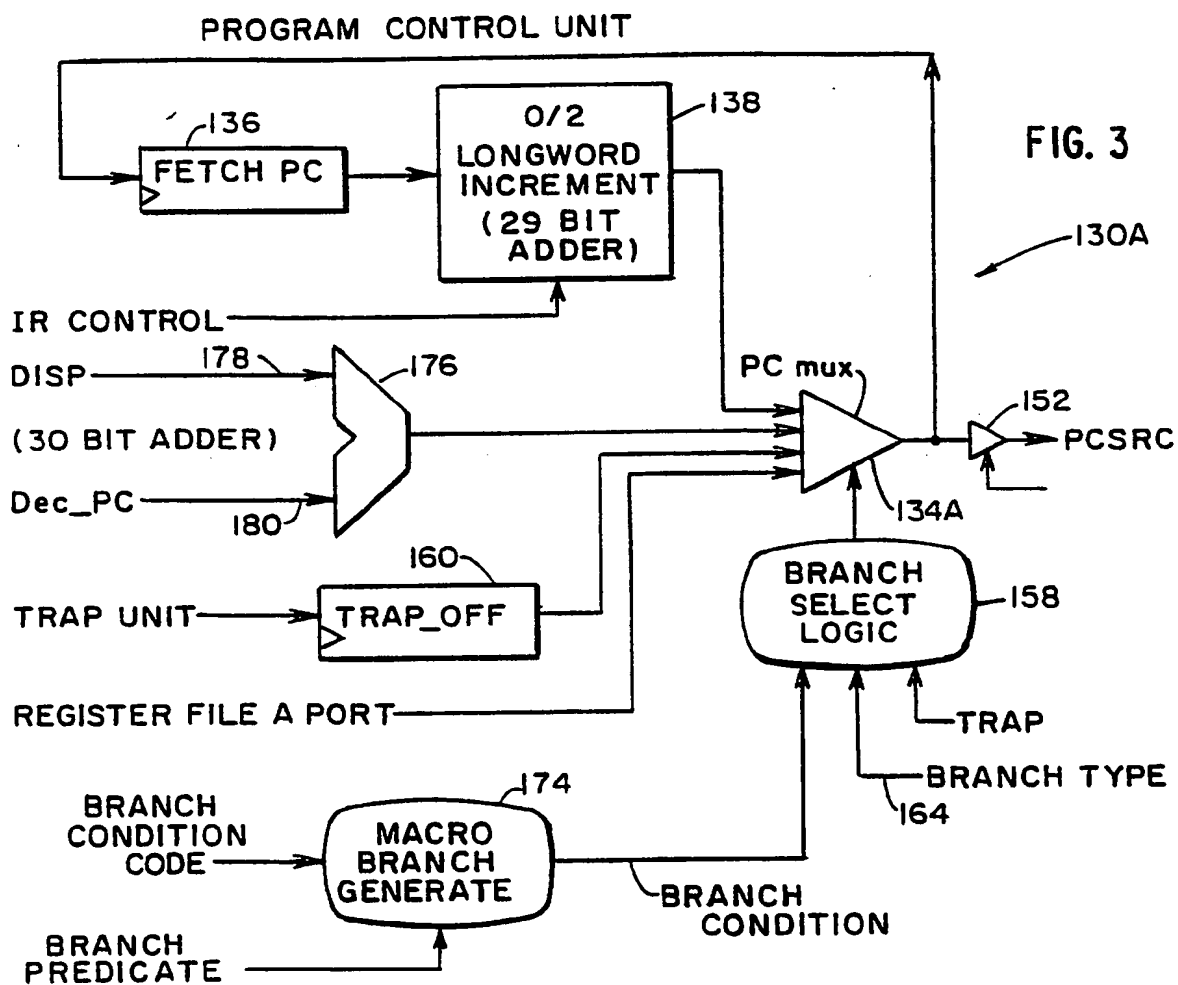 PROGRAM CONTROL UNIT
136
FETCH PC
0/2
LONGWORD
INCREMENT
(29 BIT
ADDER)
138
FIG. 3
130A
IR CONTROL
DISP
178
176
(30 BIT ADDER)
Dec_PC
180
PC mux
134A
152
PCSRC
160
TRAP UNIT
TRAP_OFF
BRANCH
SELECT
LOGIC
158
REGISTER FILE A PORT
TRAP
BRANCH TYPE
164
BRANCH
CONDITION
CODE
174
MACRO
BRANCH
GENERATE
BRANCH
CONDITION
BRANCH
PREDICATE